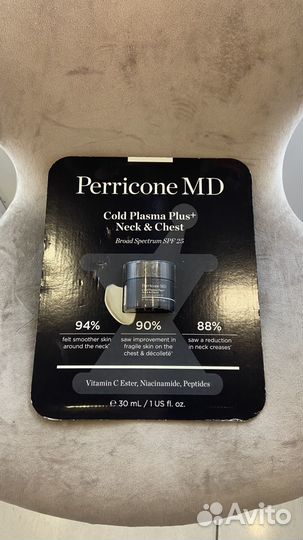 Perricone MD
Cold Plasma Plus+
Neck & Chest
Broad Spectrum SPF 25
Perricone MD
94%
felt smoother skin
around the neck*
90%
saw improvement in
fragile skin on the
chest & décolleté*
88%
saw a reduction
in neck creases*
Vitamin C Ester, Niacinamide, Peptides
℮ 30 mL / 1 US fl. oz.
Avito